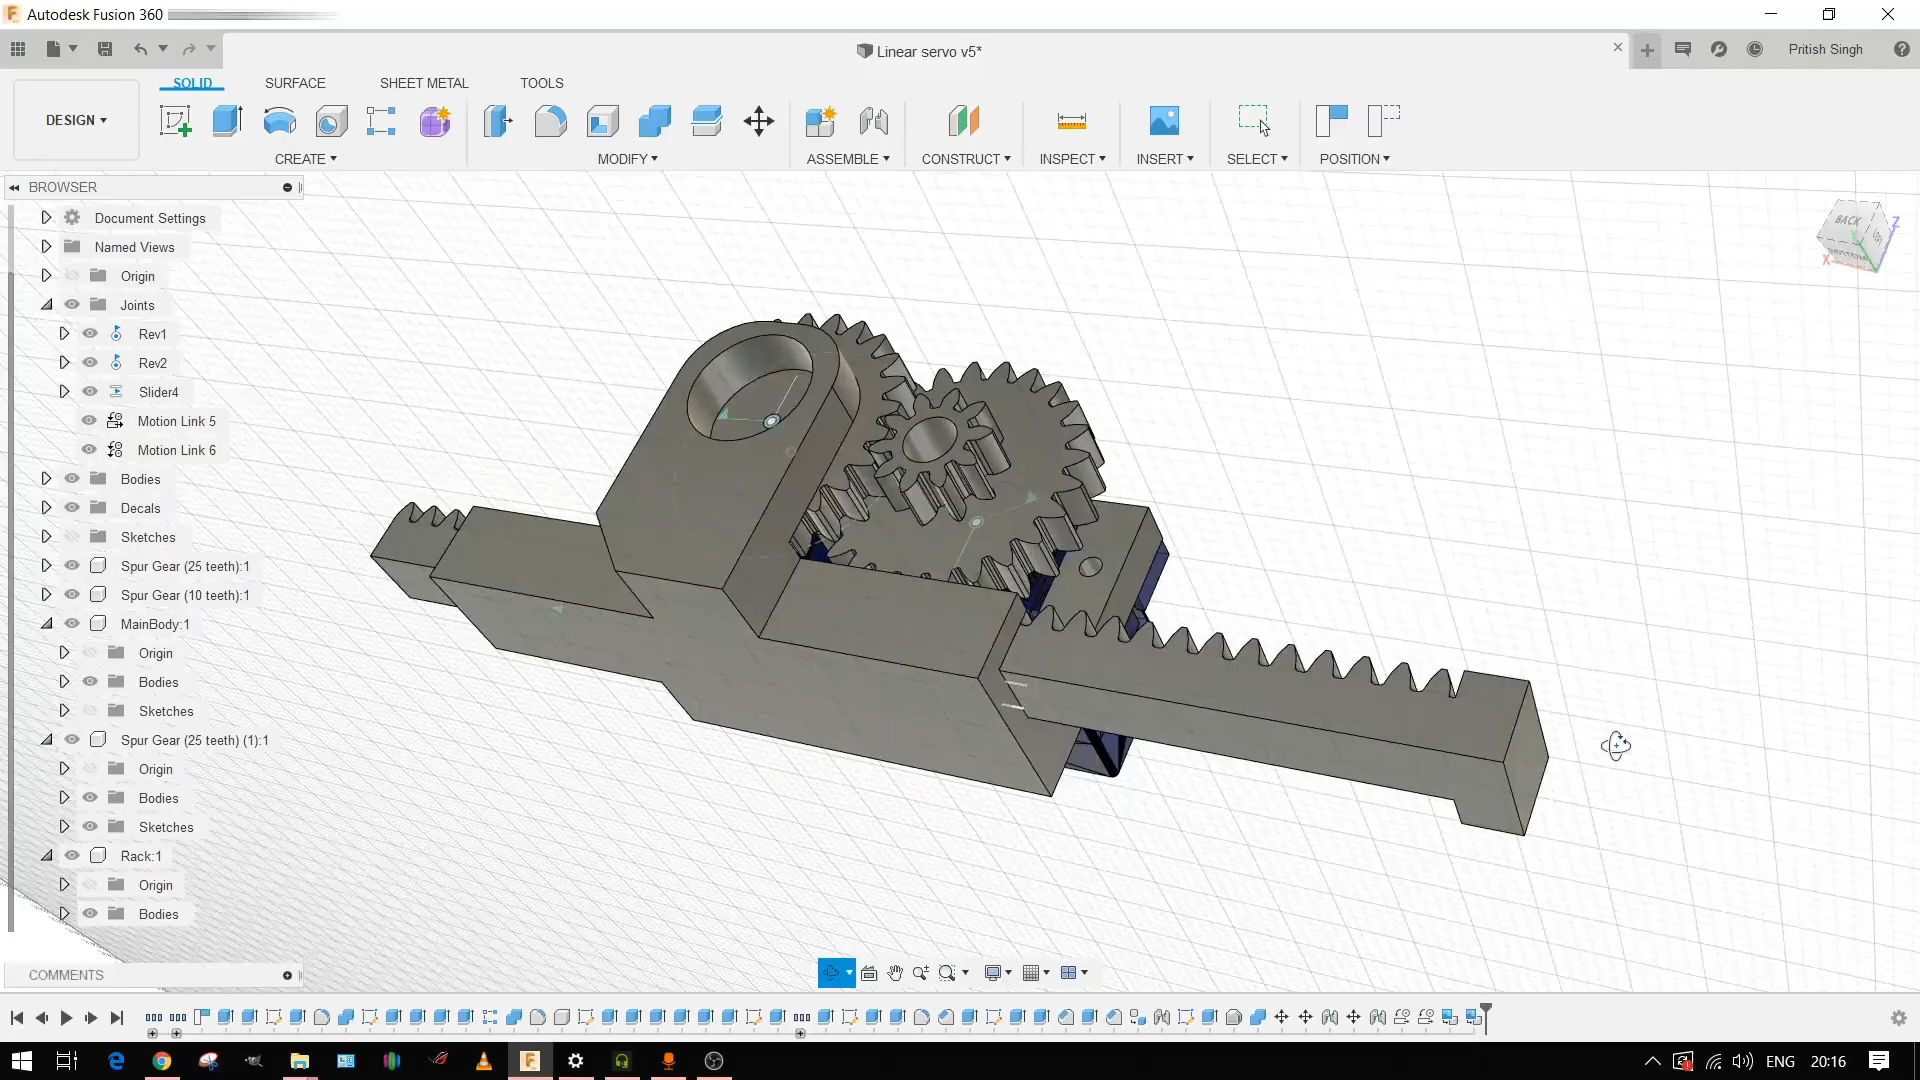 Autodesk Fusion 360
Linear servo v5*
Pritish Singh
DESIGN
SOLID
SURFACE
SHEET METAL
TOOLS
CREATE
MODIFY
ASSEMBLE
CONSTRUCT
INSPECT
INSERT
SELECT
POSITION
BROWSER
Document Settings
Named Views
Origin
Joints
Rev1
Rev2
Slider4
Motion Link 5
Motion Link 6
Bodies
Decals
Sketches
Spur Gear (25 teeth):1
Spur Gear (10 teeth):1
MainBody:1
Origin
Bodies
Sketches
Spur Gear (25 teeth) (1):1
Origin
Bodies
Sketches
Rack:1
Origin
Bodies
BACK
Z
X
COMMENTS
ENG
20:16